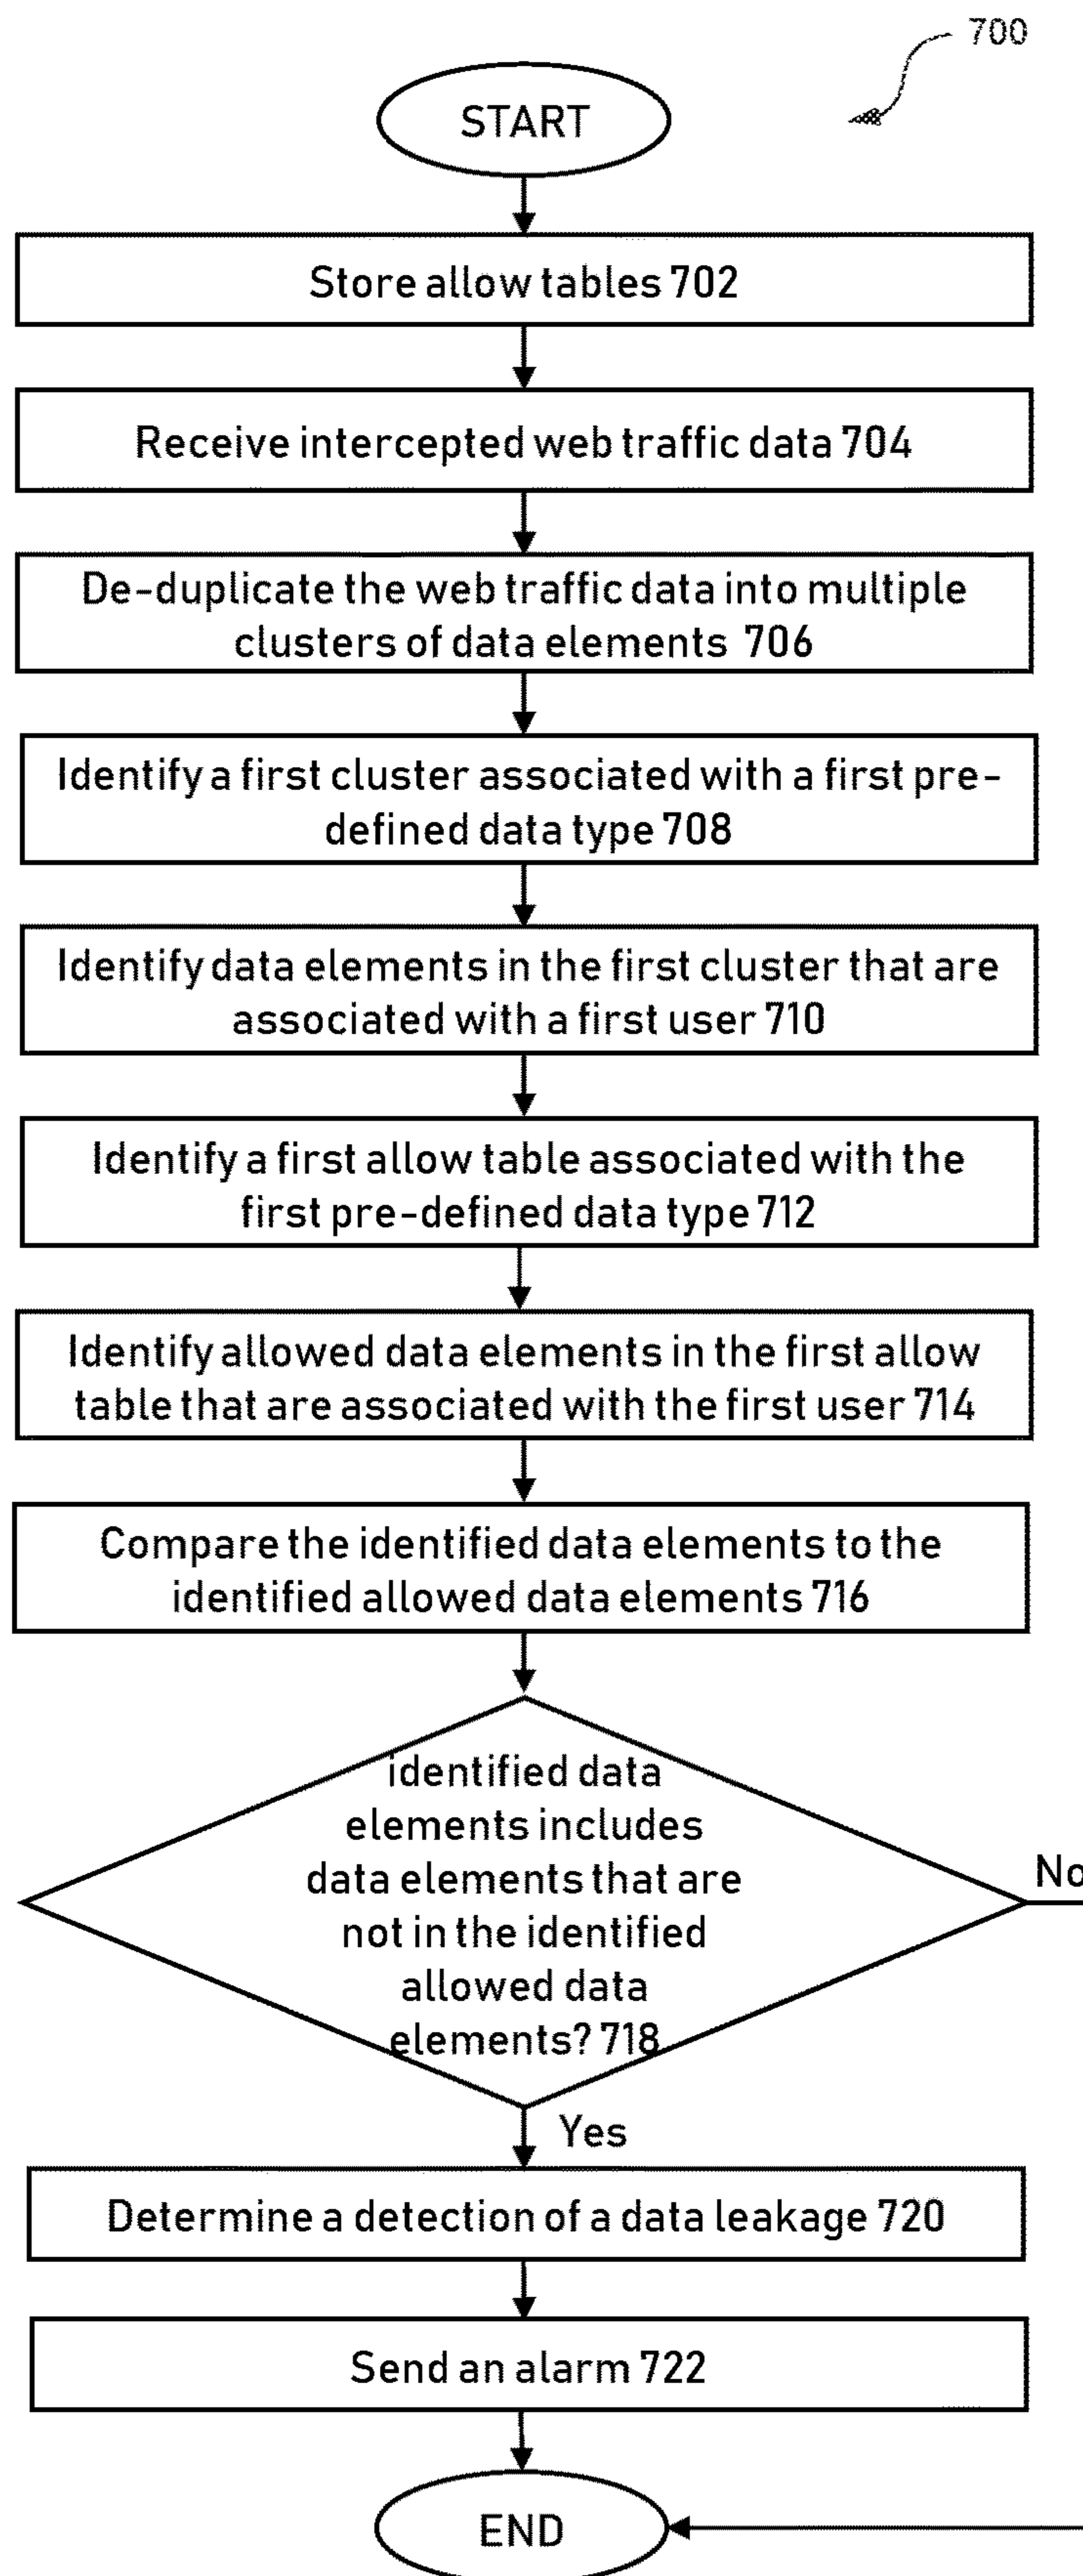 700
START
Store allow tables 702
Receive intercepted web traffic data 704
De-duplicate the web traffic data into multiple
clusters of data elements 706
Identify a first cluster associated with a first pre-
defined data type 708
Identify data elements in the first cluster that are
associated with a first user 710
Identify a first allow table associated with the
first pre-defined data type 712
Identify allowed data elements in the first allow
table that are associated with the first user 714
Compare the identified data elements to the
identified allowed data elements 716
identified data
elements includes
data elements that are
not in the identified
allowed data
elements? 718
No
Yes
Determine a detection of a data leakage 720
Send an alarm 722
END